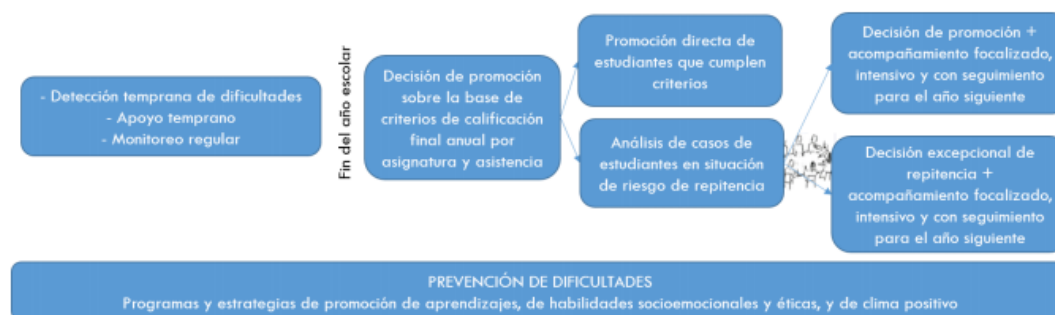 - Detección temprana de dificultades
- Apoyo temprano
- Monitoreo regular
Fin del año escolar
Decisión de promoción
sobre la base de
criterios de calificación
final anual por
asignatura y asistencia
Promoción directa de
estudiantes que cumplen
criterios
Análisis de casos de
estudiantes en situación
de riesgo de repitencia
Decisión de promoción +
acompañamiento focalizado,
intensivo y con seguimiento
para el año siguiente
Decisión excepcional de
repitencia +
acompañamiento focalizado,
intensivo y con seguimiento
para el año siguiente
PREVENCIÓN DE DIFICULTADES
Programas y estrategias de promoción de aprendizajes, de habilidades socioemocionales y éticas, y de clima positivo